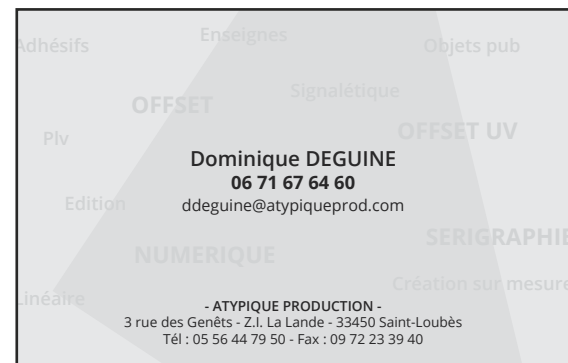 Adhésifs
Enseignes
Objets pub
Signalétique
OFFSET
OFFSET UV
Plv
Dominique DEGUINE
06 71 67 64 60
Edition
ddeguine@atypiqueprod.com
SERIGRAPHIE
NUMERIQUE
Création sur mesure
Linéaire
- ATYPIQUE PRODUCTION -
3 rue des Genêts - Z.I. La Lande - 33450 Saint-Loubès
Tél : 05 56 44 79 50 - Fax : 09 72 23 39 40